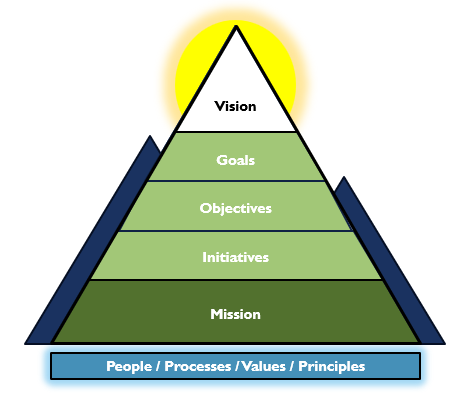 Vision
Goals
Objectives
Initiatives
Mission
People / Processes / Values / Principles